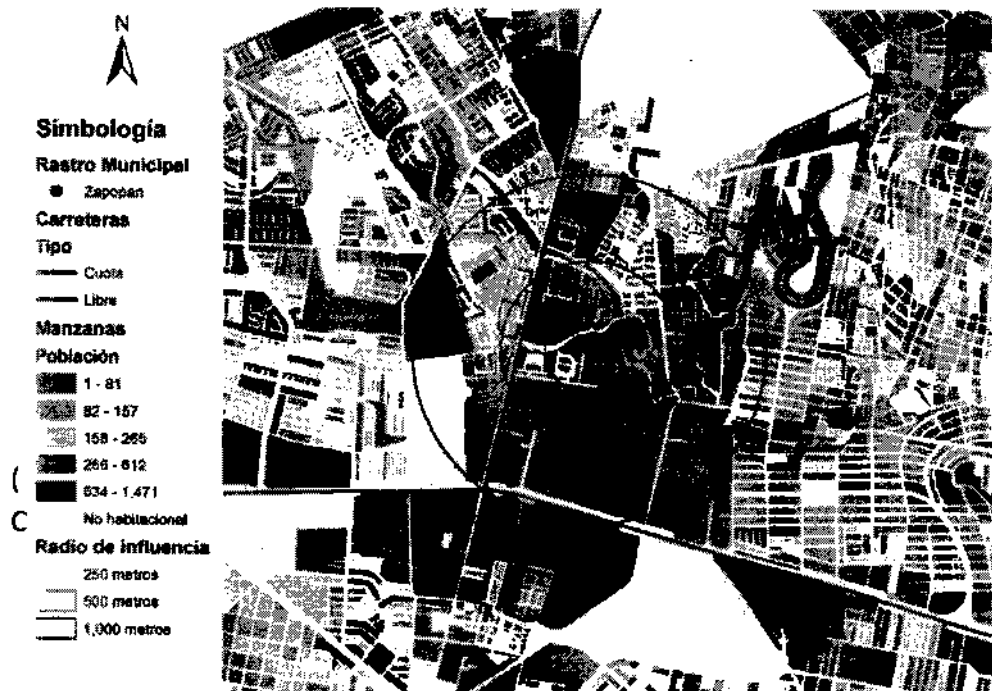 N
Simbología
Rastro Municipal
Zapopan
Carreteras
Tipo
Cuota
Libre
Manzanas
Población
1 - 81
82 - 157
158 - 265
266 - 612
634 - 1,471
No habitacional
Radio de influencia
250 metros
500 metros
1,000 metros